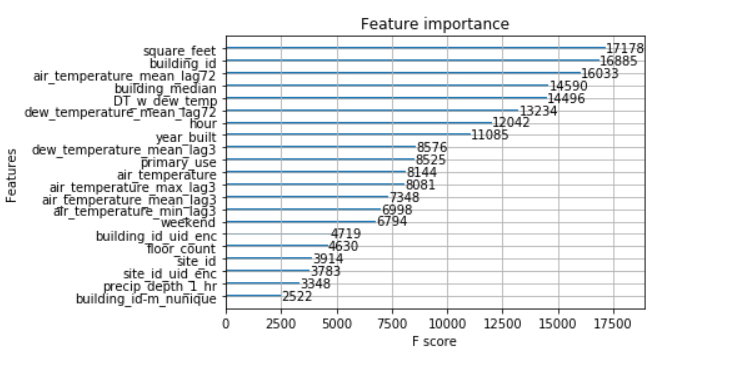 Feature importance
square_feet 17178
building_id 16885
air_temperature_mean_lag72 16033
building_median 14590
DT_w_dew_temp 14496
dew_temperature_mean_lag72 13234
hour 12042
year_built 11085
dew_temperature_mean_lag3 8576
primary_use 8525
air_temperature 8144
air_temperature_max_lag3 8081
air_temperature_mean_lag3 7348
air_temperature_min_lag3 6998
weekend 6794
building_id_uid_enc 4719
floor_count 4630
site_id 3914
site_id_uid_enc 3783
precip_depth_1_hr 3348
building_id-m_nunique 2522
Features
0 2500 5000 7500 10000 12500 15000 17500
F score